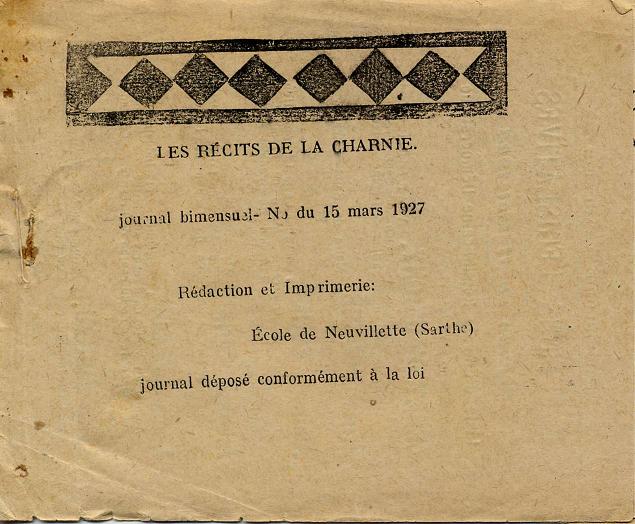 LES RÉCITS DE LA CHARNIE.
journal bimensuel- No du 15 mars 1927
Rédaction et Imprimerie:
École de Neuvillette (Sarthe)
journal déposé conformément à la loi